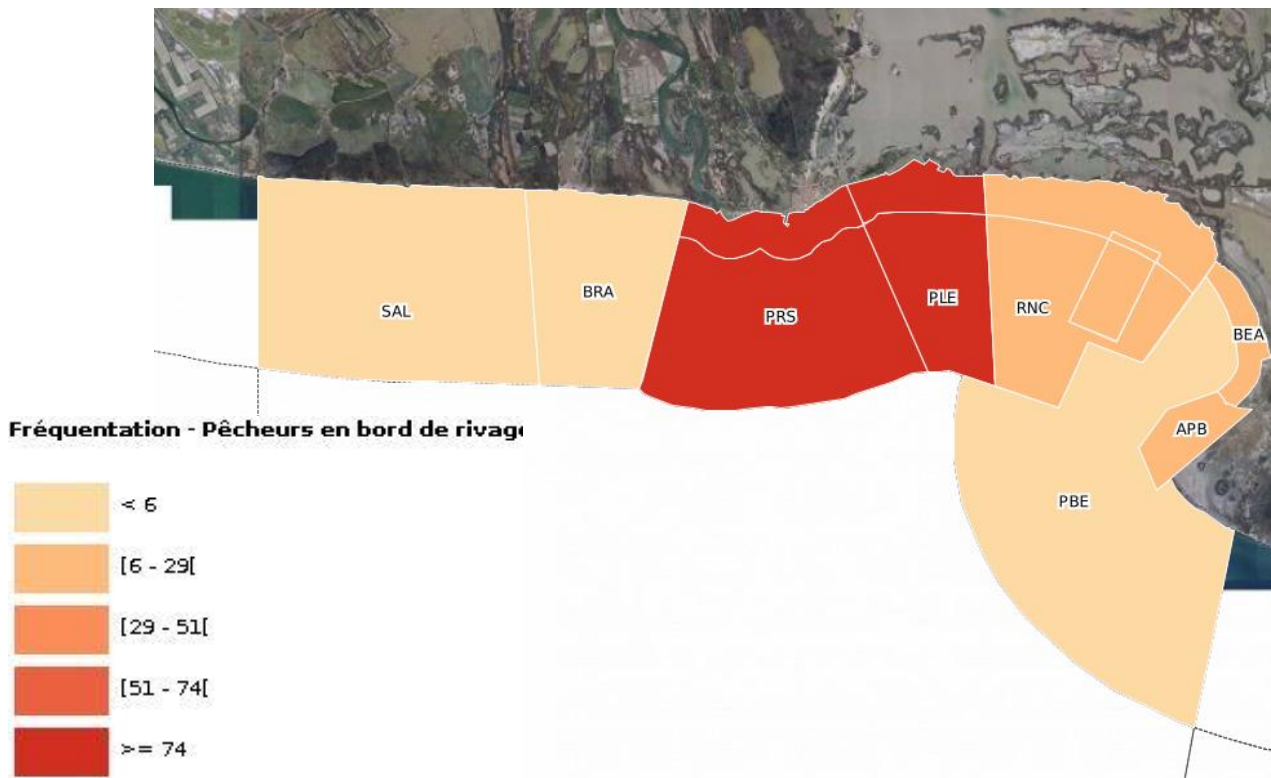 SAL
BRA
PRS
PLE
RNC
BEA
APB
PBE
Fréquentation - Pêcheurs en bord de rivage
< 6
[6 - 29[
[29 - 51[
[51 - 74[
>= 74